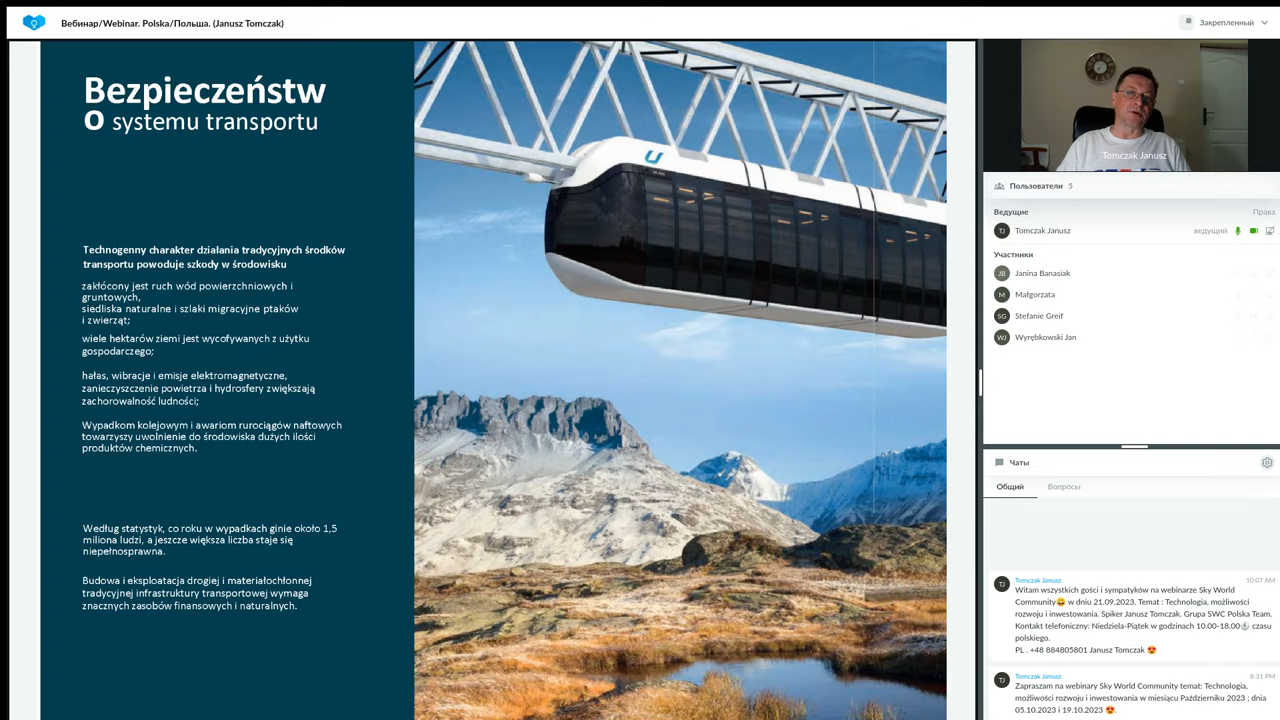 Вебинар/Webinar. Polska/Польша. (Janusz Tomczak)
Закрепленный
Bezpieczeństw
o systemu transportu
Technogenny charakter działania tradycyjnych środków
transportu powoduje szkody w środowisku
zakłócony jest ruch wód powierzchniowych i
gruntowych,
siedliska naturalne i szlaki migracyjne ptaków
i zwierząt;
wiele hektarów ziemi jest wycofywanych z użytku
gospodarczego;
hałas, wibracje i emisje elektromagnetyczne,
zanieczyszczenie powietrza i hydrosfery zwiększają
zachorowalność ludności;
Wypadkom kolejowym i awariom rurociągów naftowych
towarzyszy uwolnienie do środowiska dużych ilości
produktów chemicznych.
Według statystyk, co roku w wypadkach ginie około 1,5
miliona ludzi, a jeszcze większa liczba staje się
niepełnosprawna.
Budowa i eksploatacja drogiej i materiałochłonnej
tradycyjnej infrastruktury transportowej wymaga
znacznych zasobów finansowych i naturalnych.
Tomczak Janusz
Пользователи 5
Ведущие Права
TJ Tomczak Janusz ведущий
Участники
JB Janina Banasiak
M Małgorzata
SG Stefanie Greif
WJ Wyrębkowski Jan
Чаты
Общий Вопросы
TJ Tomczak Janusz 10:07 AM
Witam wszystkich gości i sympatyków na webinarze Sky World
Community😃 w dniu 21.09.2023. Temat : Technologia, możliwości
rozwoju i inwestowania. Spiker Janusz Tomczak. Grupa SWC Polska Team.
Kontakt telefoniczny: Niedziela-Piątek w godzinach 10.00-18.00 czasu
polskiego.
PL . +48 884805801 Janusz Tomczak 😍
TJ Tomczak Janusz 8:31 PM
Zapraszam na webinary Sky World Community temat: Technologia,
możliwości rozwoju i inwestowania w miesiącu Październiku 2023 ; dnia
05.10.2023 i 19.10.2023 😍.